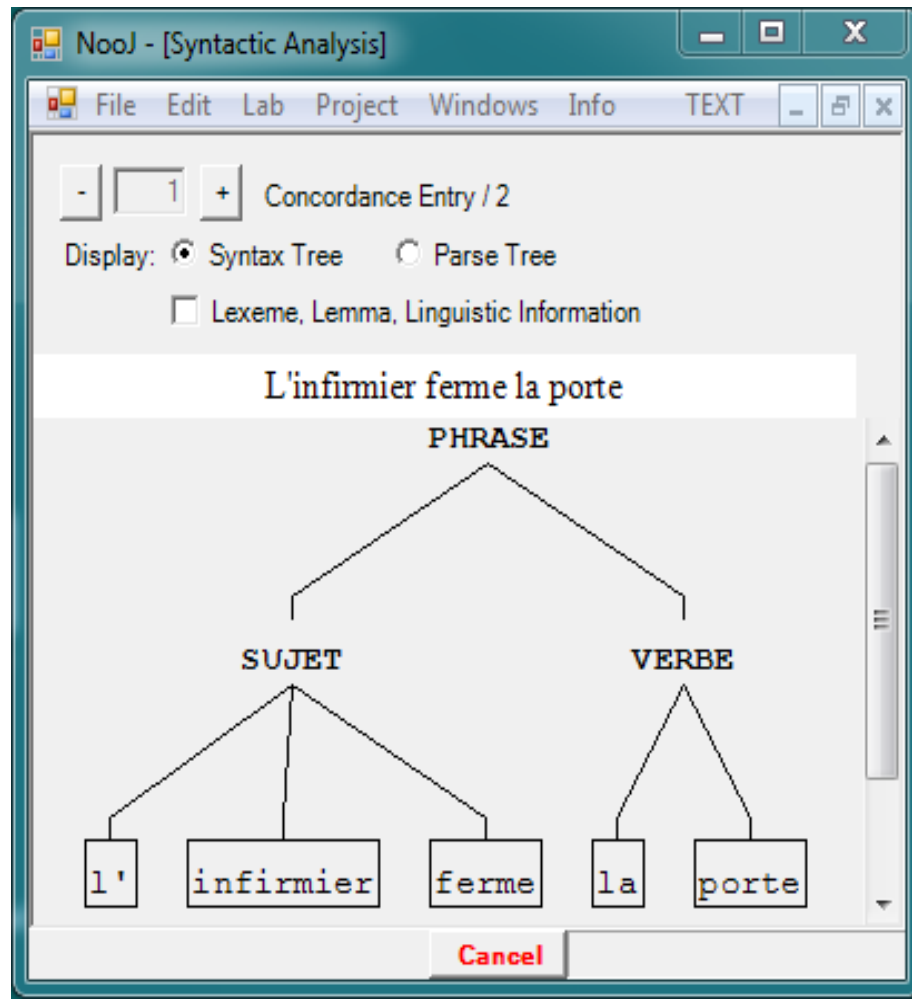 NooJ - [Syntactic Analysis]
File Edit Lab Project Windows Info TEXT
- 1 + Concordance Entry / 2
Display: Syntax Tree Parse Tree
Lexeme, Lemma, Linguistic Information
L'infirmier ferme la porte
PHRASE
SUJET VERBE
l' infirmier ferme la porte
Cancel